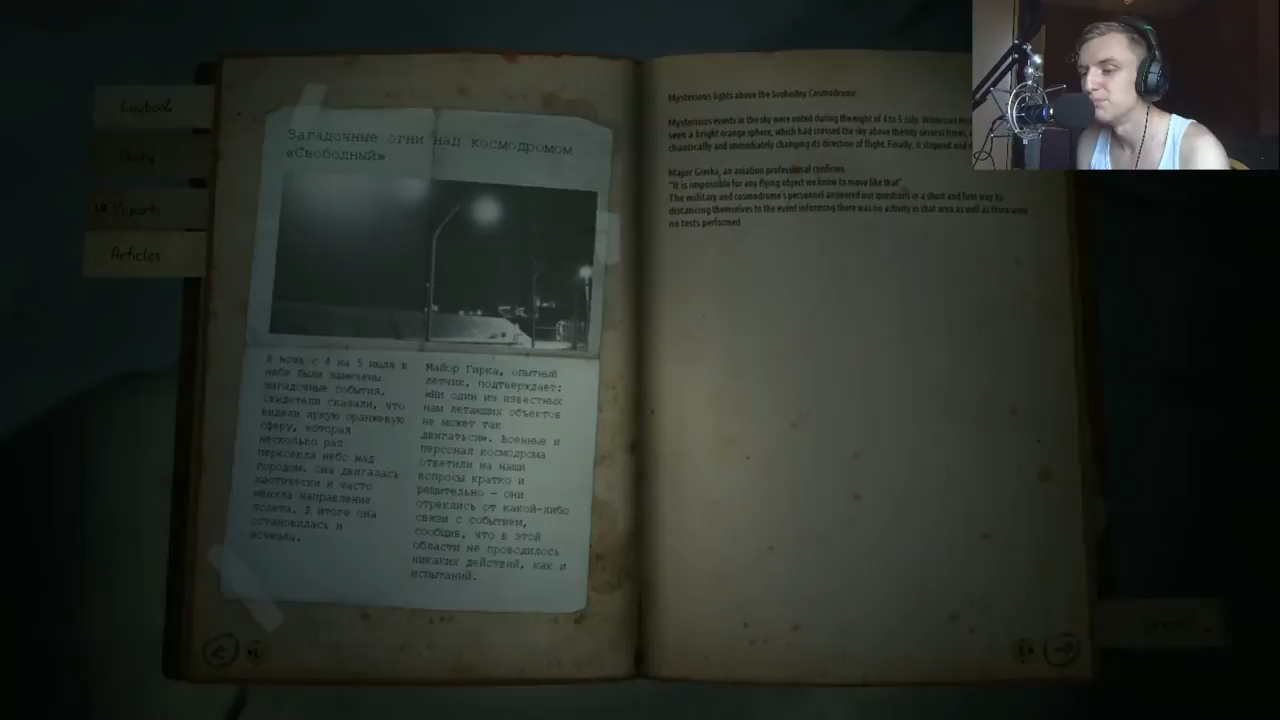 Logbook
Diary
LB Reports
Articles
Загадочные огни над космодромом
«Свободный»
В ночь с 4 на 5 июля в
небе были замечены
загадочные события.
Свидетели сказали, что
видели яркую оранжевую
сферу, которая
несколько раз
пересекла небо над
городом. Она двигалась
хаотически и часто
меняла направление
полета. В итоге она
остановилась и
исчезла.
Майор Гирка, опытный
летчик, подтверждает:
«Ни один из известных
нам летающих объектов
не может так
двигаться». Военные и
персонал космодрома
ответили на наши
вопросы кратко и
решительно — они
отреклись от какой-либо
связи с событием,
сообщив, что в этой
области не проводилось
никаких действий, как и
испытаний.
Mysterious lights above the Svobodny Cosmodrome
Mysterious events in the sky were noted during the night of 4 to 5 July. Witnesses
seen a bright orange sphere, which had crossed the sky above the city several times,
chaotically and immediately changing its direction of flight. Finally, it stopped and
Major Gierka, an aviation professional confirms.
"It is impossible for any flying object we know to move like that"
The military and cosmodrome's personnel answered our questions in a short and firm way by
distancing themselves to the event informing there was no activity in that area as well as there were
no tests performed